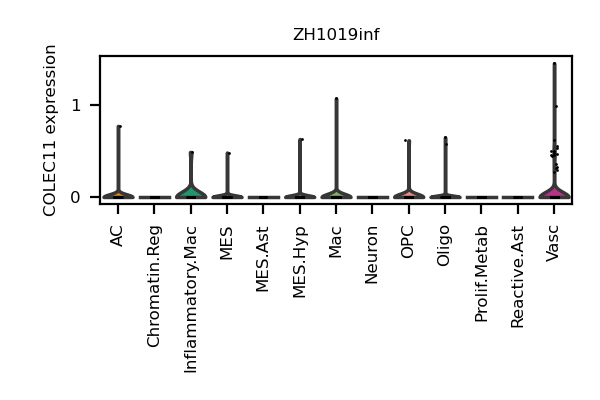 ZH1019inf
COLEC11 expression
1
0
AC
Chromatin.Reg
Inflammatory.Mac
MES
MES.Ast
MES.Hyp
Mac
Neuron
OPC
Oligo
Prolif.Metab
Reactive.Ast
Vasc